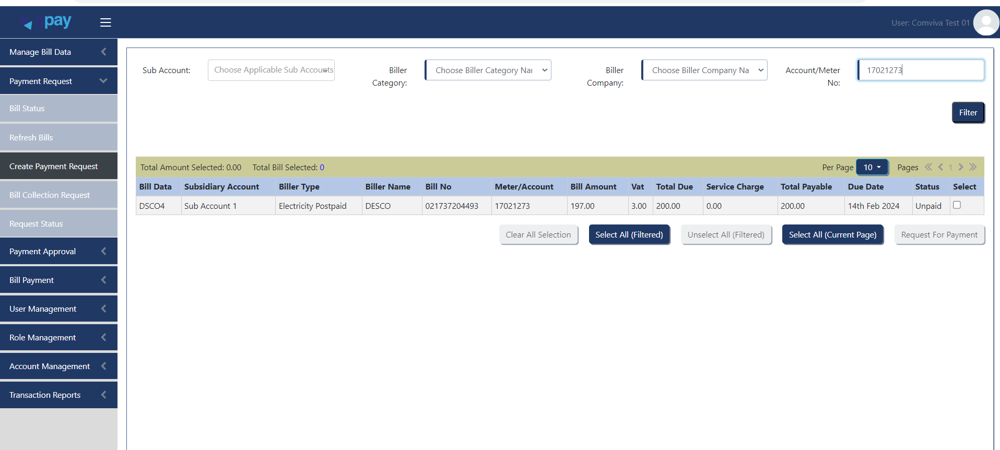 gpay
User: Comviva Test 01
Manage Bill Data
Payment Request
Bill Status
Refresh Bills
Create Payment Request
Bill Collection Request
Request Status
Payment Approval
Bill Payment
User Management
Role Management
Account Management
Transaction Reports
Sub Account: Choose Applicable Sub Accounts
Biller Category: Choose Biller Category Nar
Biller Company: Choose Biller Company Na
Account/Meter No: 17021273
Filter
Total Amount Selected: 0.00 Total Bill Selected: 0 Per Page 10 Pages 1
Bill Data Subsidiary Account Biller Type Biller Name Bill No Meter/Account Bill Amount Vat Total Due Service Charge Total Payable Due Date Status Select
DSCO4 Sub Account 1 Electricity Postpaid DESCO 021737204493 17021273 197.00 3.00 200.00 0.00 200.00 14th Feb 2024 Unpaid
Clear All Selection Select All (Filtered) Unselect All (Filtered) Select All (Current Page) Request For Payment